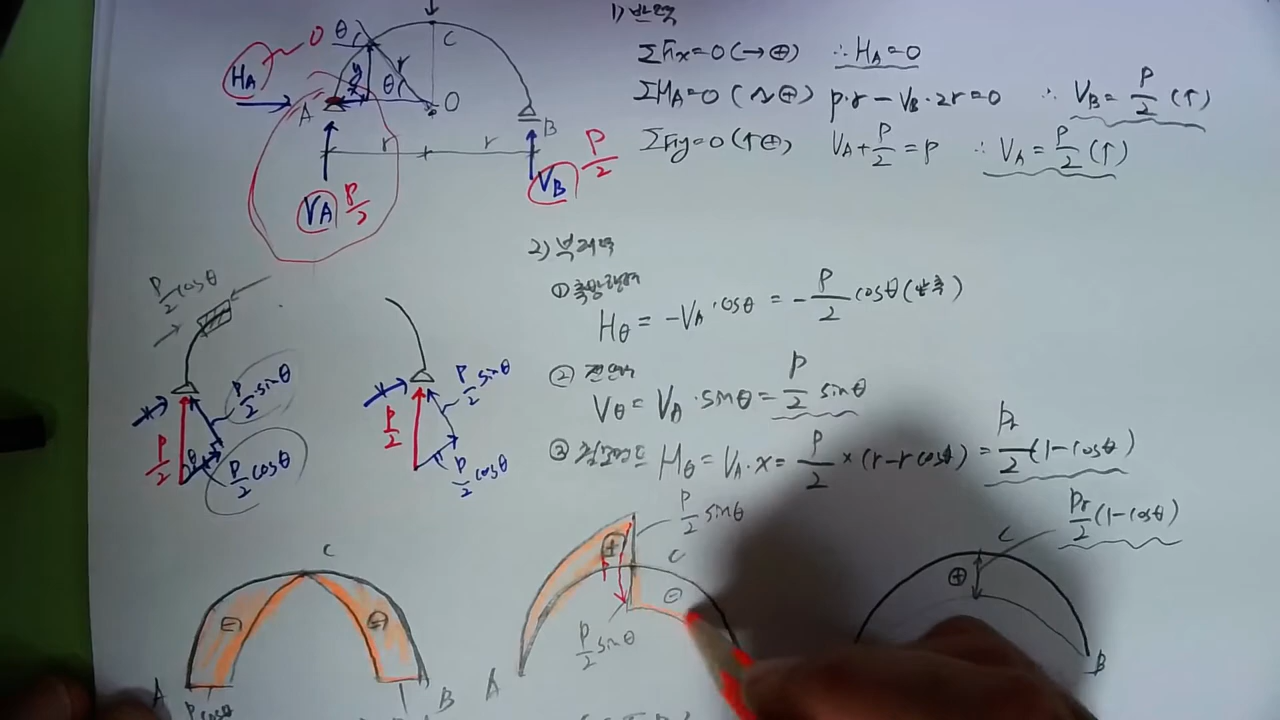 1) 반력
ΣFx=0 (→⊕) ∴ HA=0
ΣMA=0 (↷⊕) P·r − VB·2r=0 ∴ VB = P/2 (↑)
ΣFy=0 (↑⊕) VA + P/2 = P ∴ VA = P/2 (↑)
θ r C
HA 0
y r
x θ
A O B
r r
VA P/2
VB P/2
2) 부재력
① 축방향력
Hθ = −VA·cosθ = −P/2 cosθ (압축)
② 전단력
Vθ = VA·sinθ = P/2 sinθ
③ 휨모멘트 Mθ = VA·x = P/2 × (r−r cosθ) = Pr/2 (1−cosθ)
P/2 cosθ
P/2 sinθ
P/2
θ
P/2 cosθ
P/2 sinθ
P/2
P/2 cosθ
C
⊖ ⊖
A B
P cosθ
P/2 sinθ
⊕ C
⊖
P/2 sinθ
A
Pr/2 (1−cosθ)
C
⊕
B